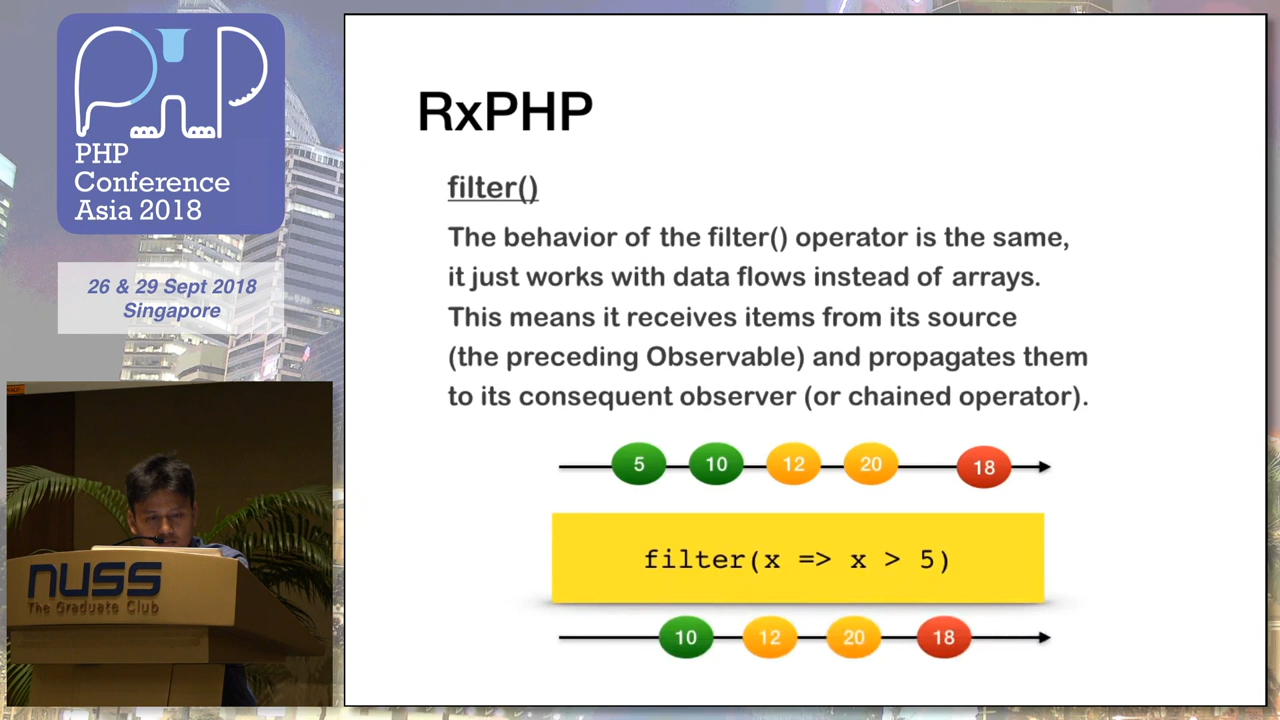 PHP
PHP
Conference
Asia 2018
26 & 29 Sept 2018
Singapore
nuss
The Graduate Club
RxPHP
filter()
The behavior of the filter() operator is the same,
it just works with data flows instead of arrays.
This means it receives items from its source
(the preceding Observable) and propagates them
to its consequent observer (or chained operator).
5 10 12 20 18
filter(x => x > 5)
10 12 20 18